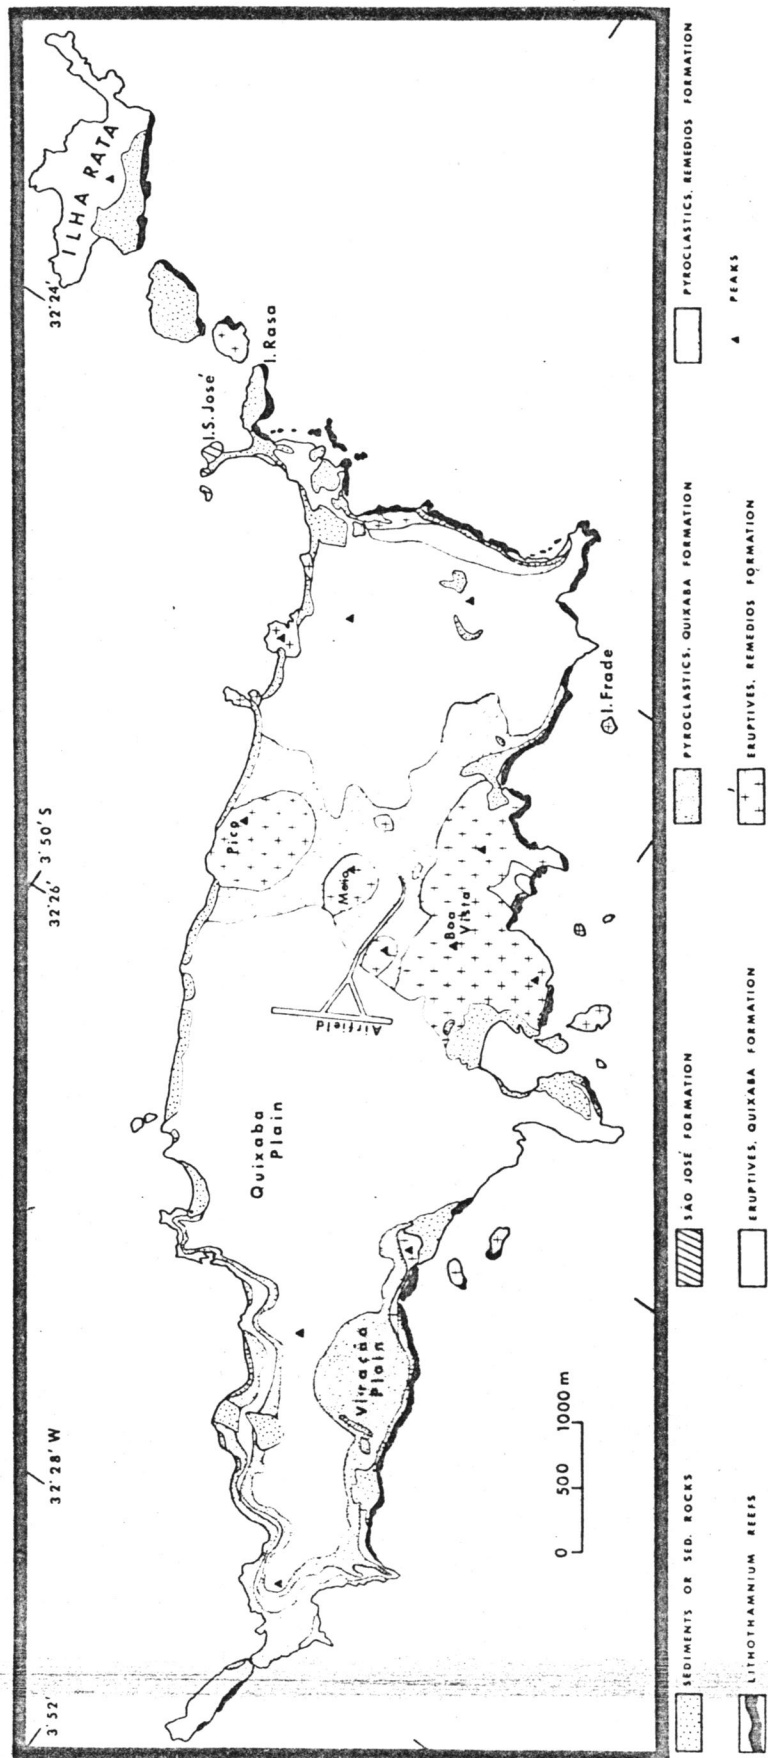 3°52'
32°28' W
32°26'
3°50' S
32°24'
ILHA RATA
I. Rasa
I.S. José
Pico
Meio
Boa
Vista
Airfield
Quixaba
Plain
Viração
Plain
I. Frade
0 500 1000 m
SEDIMENTS OR SED. ROCKS
LITHOTHAMNIUM REEFS
SÃO JOSÉ FORMATION
ERUPTIVES, QUIXABA FORMATION
PYROCLASTICS, QUIXABA FORMATION
ERUPTIVES, REMEDIOS FORMATION
PYROCLASTICS, REMEDIOS FORMATION
PEAKS